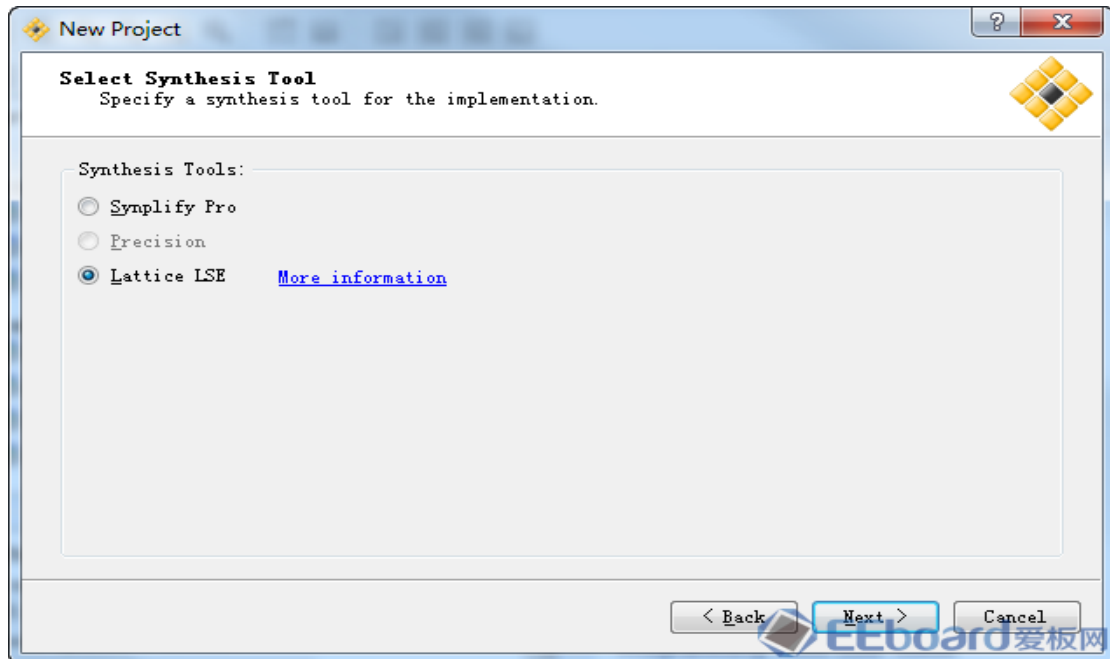 New Project
Select Synthesis Tool
Specify a synthesis tool for the implementation.
Synthesis Tools:
Synplify Pro
Precision
Lattice LSE More information
< Back Next > Cancel
EEboard爱板网